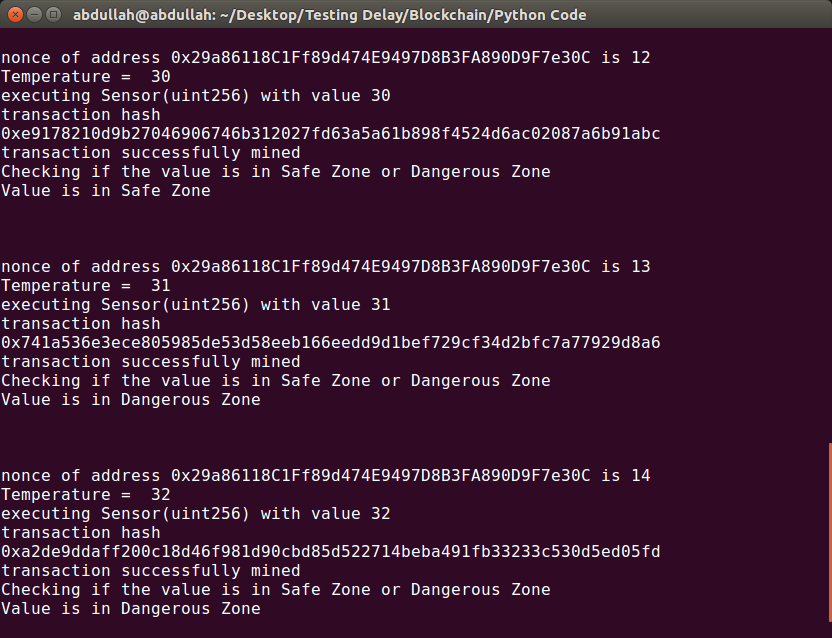 abdullah@abdullah: ~/Desktop/Testing Delay/Blockchain/Python Code
nonce of address 0x29a86118C1Ff89d474E9497D8B3FA890D9F7e30C is 12
Temperature =  30
executing Sensor(uint256) with value 30
transaction hash
0xe9178210d9b27046906746b312027fd63a5a61b898f4524d6ac02087a6b91abc
transaction successfully mined
Checking if the value is in Safe Zone or Dangerous Zone
Value is in Safe Zone
nonce of address 0x29a86118C1Ff89d474E9497D8B3FA890D9F7e30C is 13
Temperature =  31
executing Sensor(uint256) with value 31
transaction hash
0x741a536e3ece805985de53d58eeb166eedd9d1bef729cf34d2bfc7a77929d8a6
transaction successfully mined
Checking if the value is in Safe Zone or Dangerous Zone
Value is in Dangerous Zone
nonce of address 0x29a86118C1Ff89d474E9497D8B3FA890D9F7e30C is 14
Temperature =  32
executing Sensor(uint256) with value 32
transaction hash
0xa2de9ddaff200c18d46f981d90cbd85d522714beba491fb33233c530d5ed05fd
transaction successfully mined
Checking if the value is in Safe Zone or Dangerous Zone
Value is in Dangerous Zone